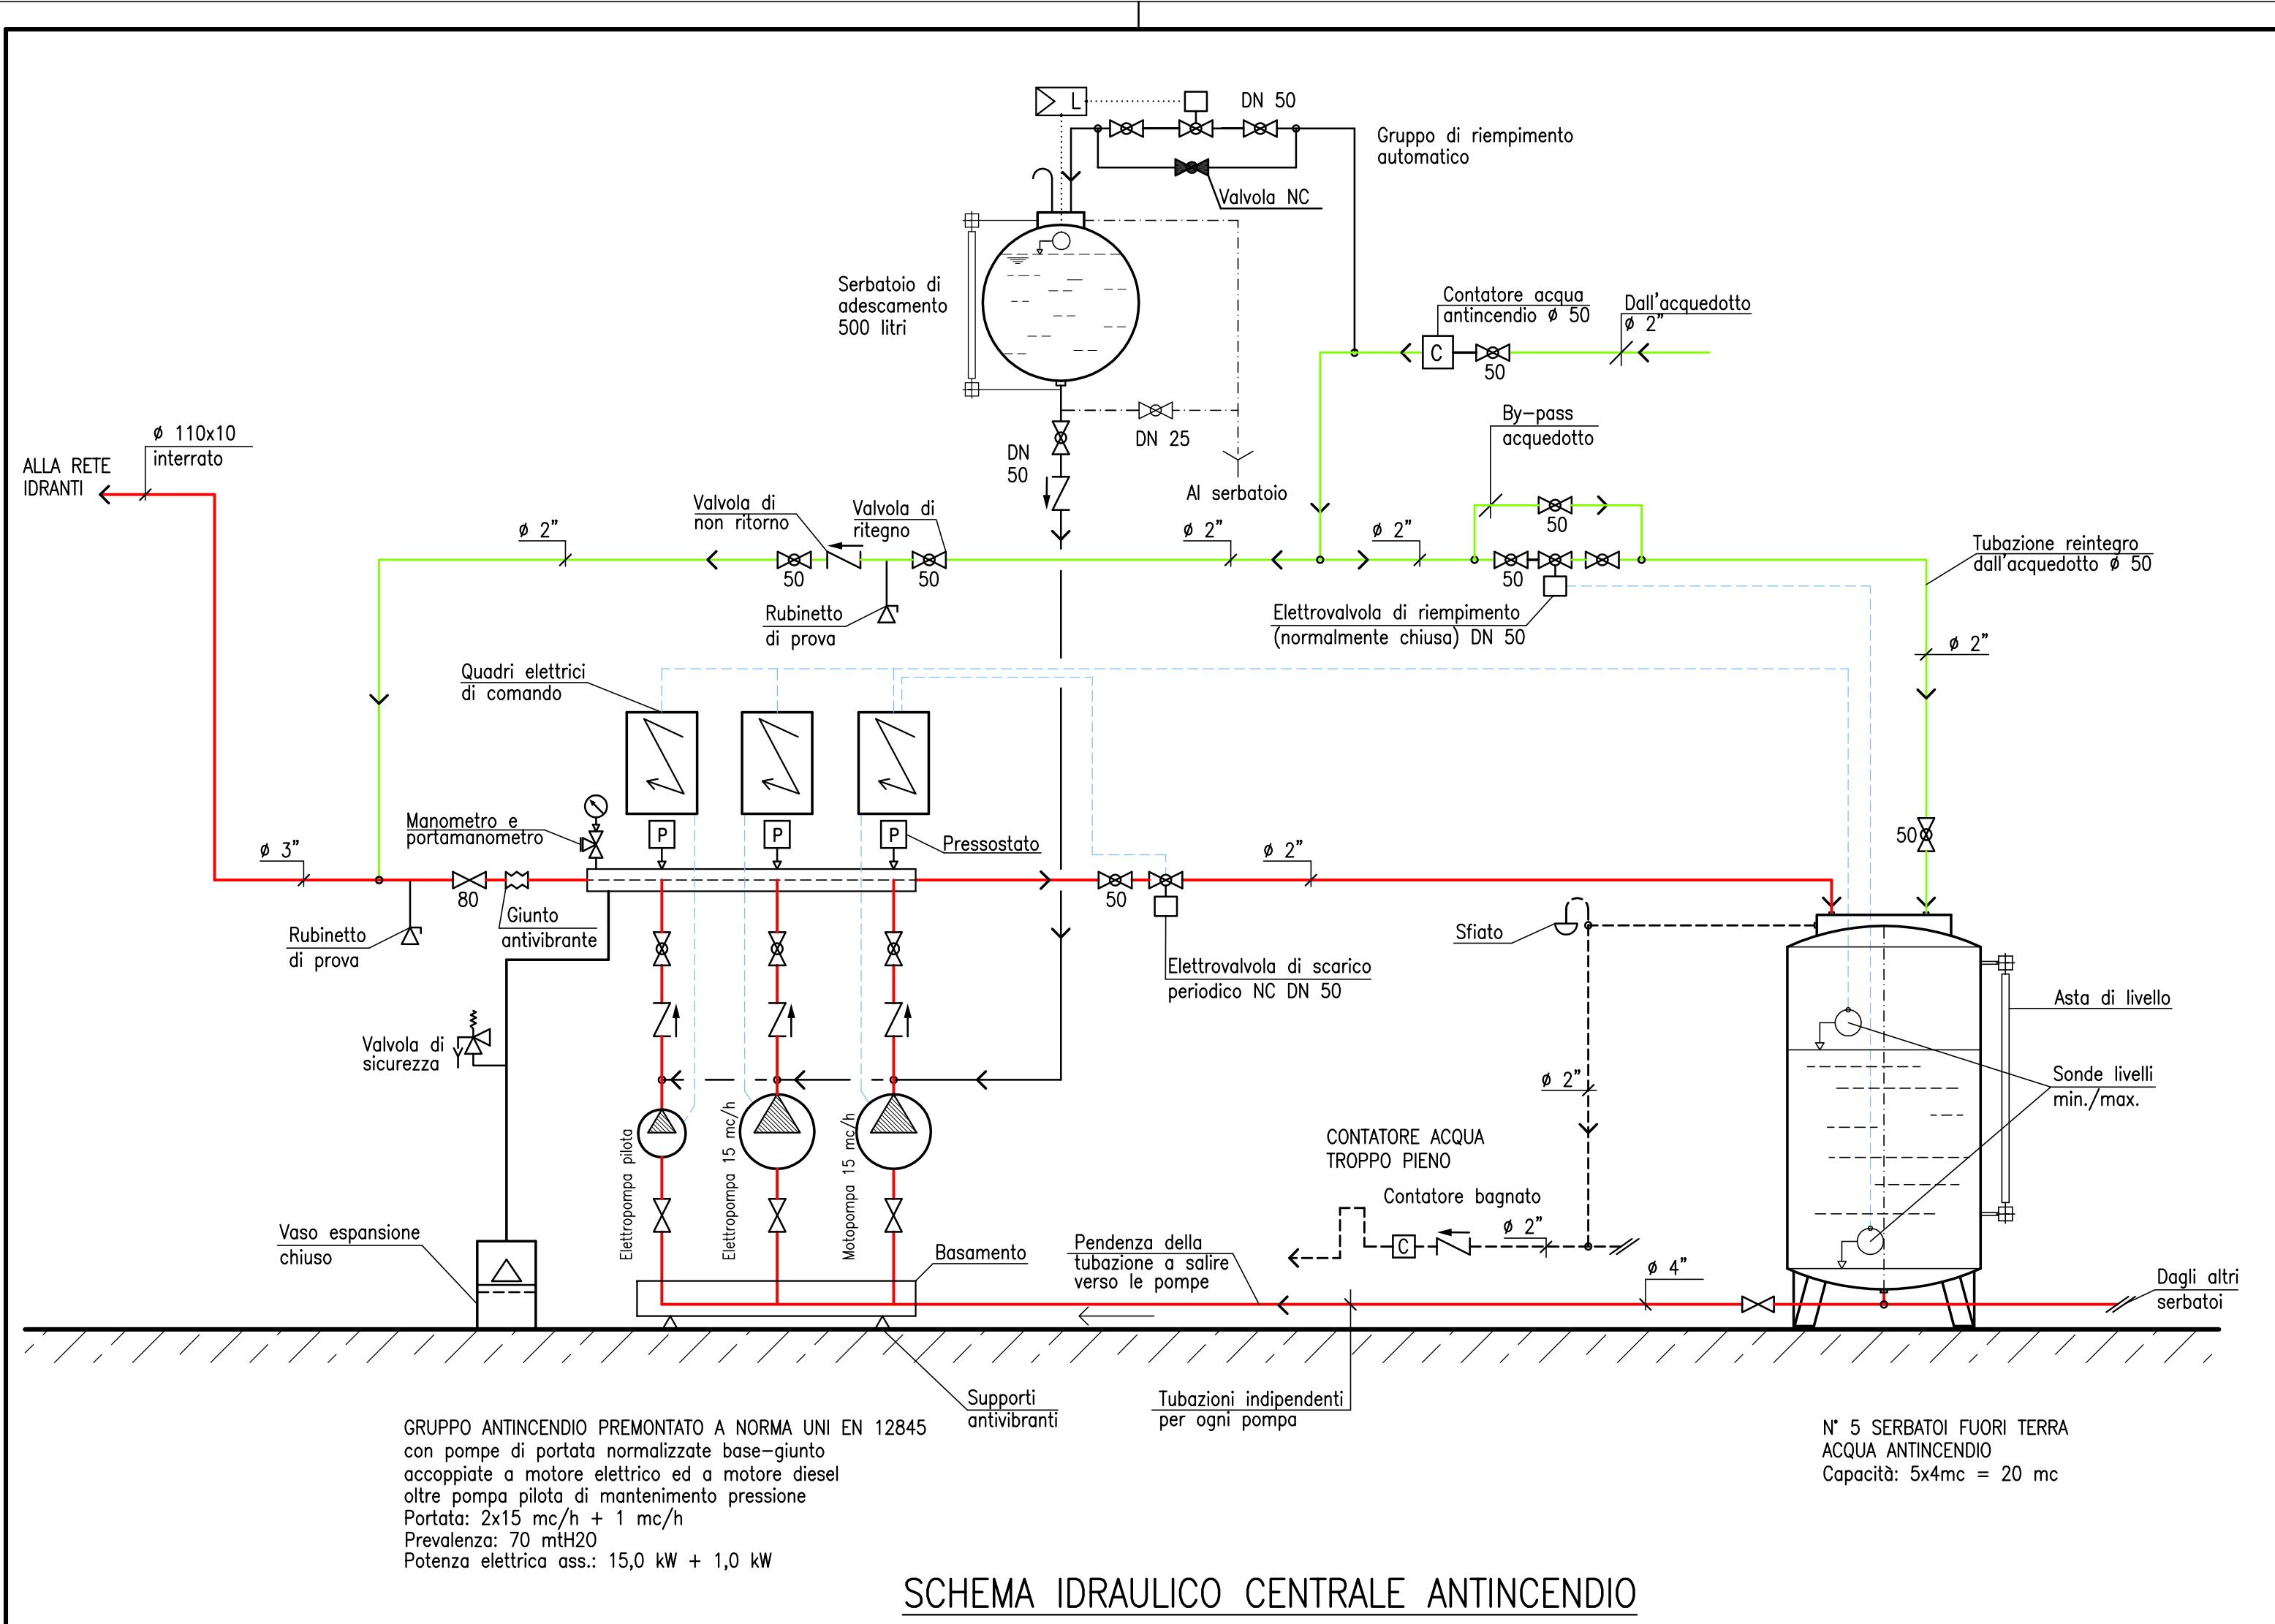 L
DN 50
Gruppo di riempimento
automatico
Valvola NC
Serbatoio di
adescamento
500 litri
Contatore acqua
antincendio ø 50
Dall'acquedotto
ø 2"
C
50
By-pass
acquedotto
DN 25
DN
50
Al serbatoio
ø 110x10
interrato
ALLA RETE
IDRANTI
ø 2"
Valvola di
non ritorno
Valvola di
ritegno
ø 2"
ø 2"
50
50
50
50
Rubinetto
di prova
Elettrovalvola di riempimento
(normalmente chiusa) DN 50
Tubazione reintegro
dall'acquedotto ø 50
ø 2"
Quadri elettrici
di comando
Manometro e
portamanometro
P
P
P
Pressostato
ø 3"
ø 2"
50
80
50
Giunto
antivibrante
Rubinetto
di prova
Sfiato
Elettrovalvola di scarico
periodico NC DN 50
Asta di livello
Valvola di
sicurezza
ø 2"
Sonde livelli
min./max.
Elettropompa pilota
Elettropompa 15 mc/h
Motopompa 15 mc/h
CONTATORE ACQUA
TROPPO PIENO
Contatore bagnato
C
ø 2"
Vaso espansione
chiuso
Basamento
Pendenza della
tubazione a salire
verso le pompe
ø 4"
Dagli altri
serbatoi
Supporti
antivibranti
Tubazioni indipendenti
per ogni pompa
GRUPPO ANTINCENDIO PREMONTATO A NORMA UNI EN 12845
con pompe di portata normalizzate base-giunto
accoppiate a motore elettrico ed a motore diesel
oltre pompa pilota di mantenimento pressione
Portata: 2x15 mc/h + 1 mc/h
Prevalenza: 70 mtH2O
Potenza elettrica ass.: 15,0 kW + 1,0 kW
N° 5 SERBATOI FUORI TERRA
ACQUA ANTINCENDIO
Capacità: 5x4mc = 20 mc
SCHEMA IDRAULICO CENTRALE ANTINCENDIO